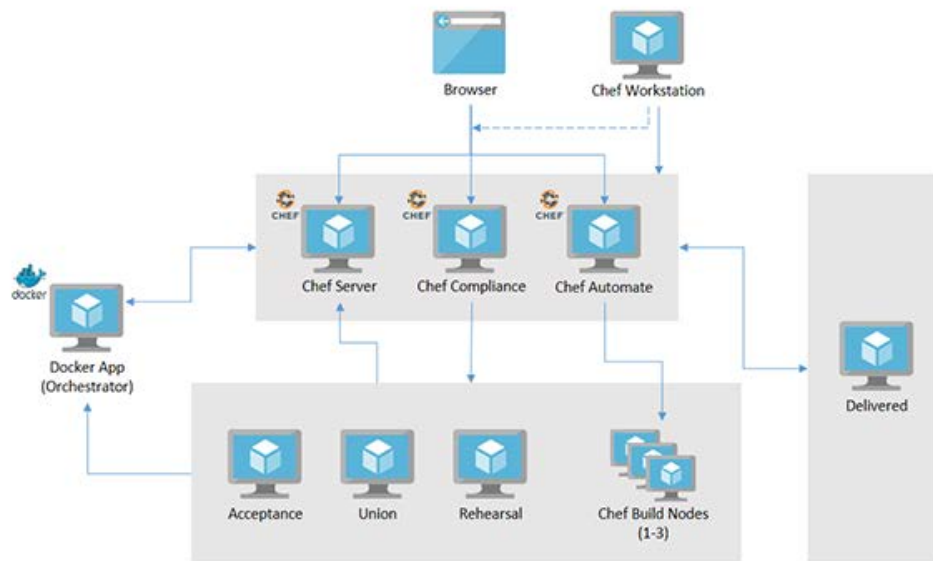 Browser
Chef Workstation
CHEF
CHEF
CHEF
Chef Server
Chef Compliance
Chef Automate
docker
Docker App
(Orchestrator)
Delivered
Acceptance
Union
Rehearsal
Chef Build Nodes
(1-3)